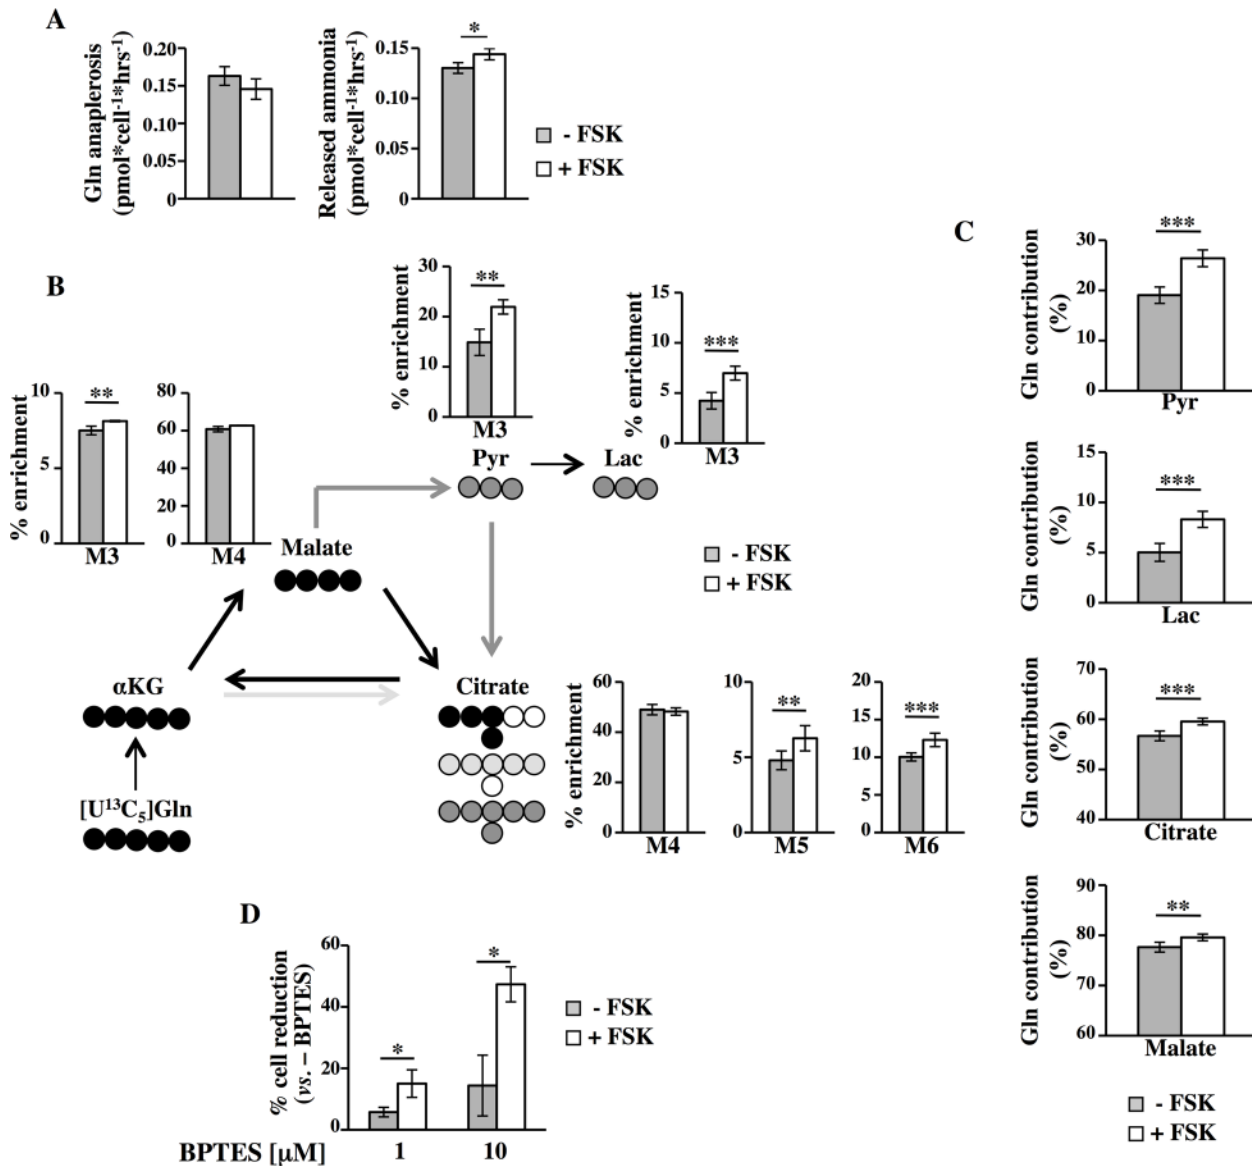 A
Gln anaplerosis
(pmol*cell-1*hrs-1)
0.20
0.15
0.10
0.05
0
Released ammonia
(pmol*cell-1*hrs-1)
0.15
0.10
0.05
0
*
- FSK
+ FSK
B
% enrichment
10
5
0
**
M3
80
60
40
20
0
M4
% enrichment
30
20
10
0
**
M3
% enrichment
15
10
5
0
***
M3
Pyr
Lac
Malate
- FSK
+ FSK
αKG
Citrate
[U13C5]Gln
% enrichment
60
40
20
0
M4
10
5
0
**
M5
20
15
10
5
0
***
M6
C
Gln contribution
(%)
30
20
10
0
***
Pyr
Gln contribution
(%)
15
10
5
0
***
Lac
Gln contribution
(%)
70
60
50
40
***
Citrate
Gln contribution
(%)
90
80
70
60
**
Malate
- FSK
+ FSK
D
% cell reduction
(vs. – BPTES)
60
40
20
0
*
*
- FSK
+ FSK
BPTES [µM] 1 10